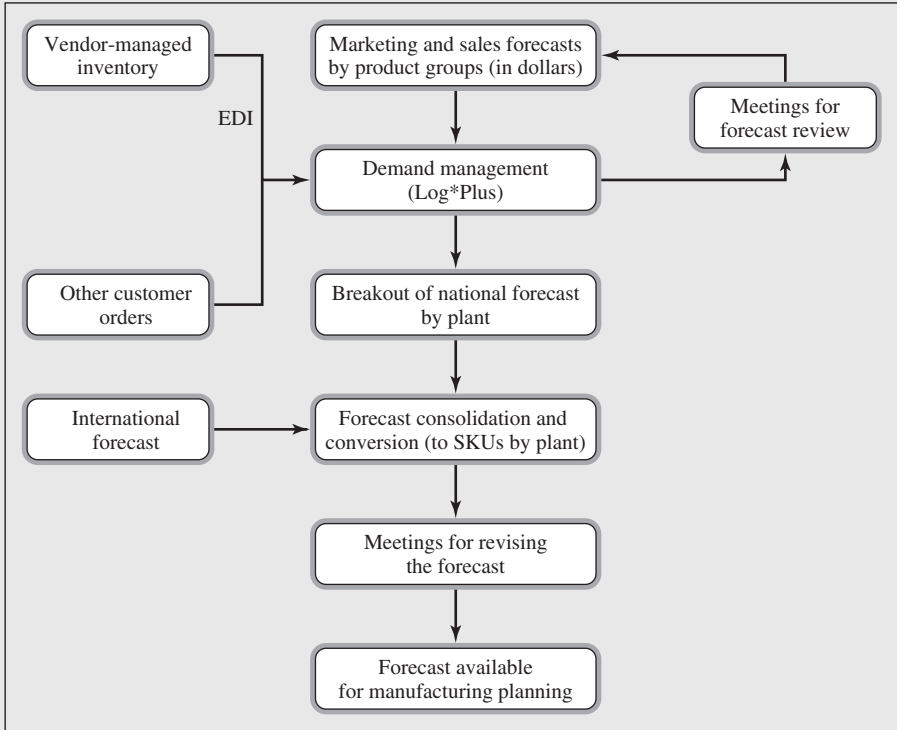 Vendor-managed
inventory
Marketing and sales forecasts
by product groups (in dollars)
Meetings for
forecast review
EDI
Demand management
(Log*Plus)
Other customer
orders
Breakout of national forecast
by plant
International
forecast
Forecast consolidation and
conversion (to SKUs by plant)
Meetings for revising
the forecast
Forecast available
for manufacturing planning